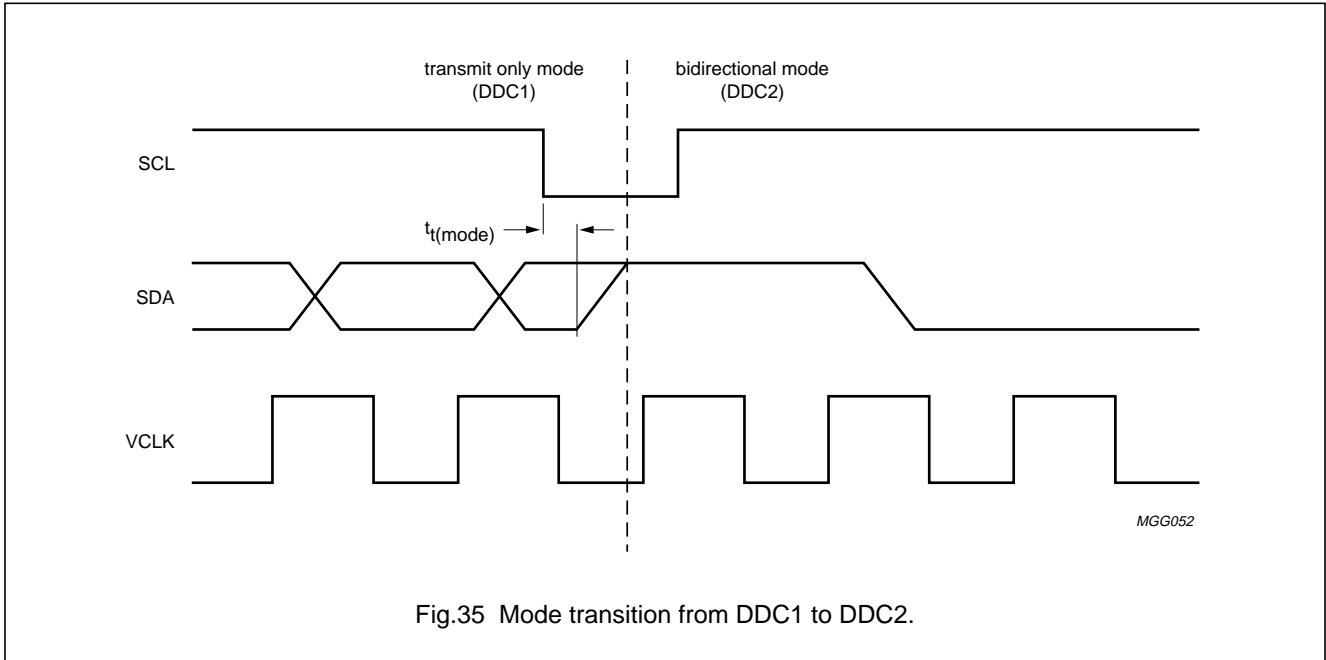 transmit only mode
(DDC1)
bidirectional mode
(DDC2)
SCL
tt(mode)
SDA
VCLK
MGG052
Fig.35 Mode transition from DDC1 to DDC2.